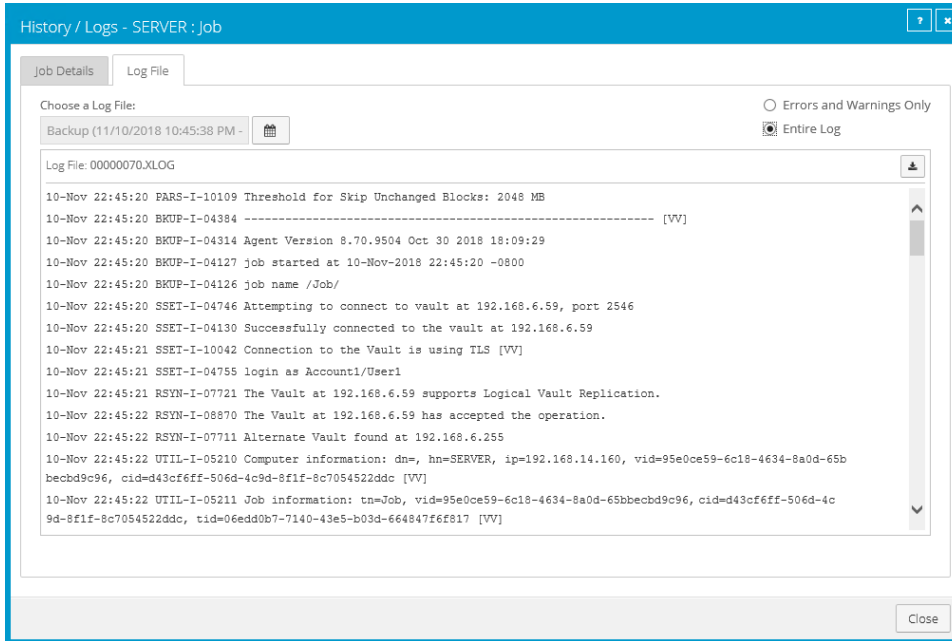 History / Logs - SERVER : Job
? ×
Job Details Log File
Choose a Log File:
Errors and Warnings Only
Backup (11/10/2018 10:45:38 PM -
Entire Log
Log File: 00000070.XLOG
10-Nov 22:45:20 PARS-I-10109 Threshold for Skip Unchanged Blocks: 2048 MB
10-Nov 22:45:20 BKUP-I-04384 ------------------------------------------------------------ [VV]
10-Nov 22:45:20 BKUP-I-04314 Agent Version 8.70.9504 Oct 30 2018 18:09:29
10-Nov 22:45:20 BKUP-I-04127 job started at 10-Nov-2018 22:45:20 -0800
10-Nov 22:45:20 BKUP-I-04126 job name /Job/
10-Nov 22:45:20 SSET-I-04746 Attempting to connect to vault at 192.168.6.59, port 2546
10-Nov 22:45:20 SSET-I-04130 Successfully connected to the vault at 192.168.6.59
10-Nov 22:45:21 SSET-I-10042 Connection to the Vault is using TLS [VV]
10-Nov 22:45:21 SSET-I-04755 login as Account1/User1
10-Nov 22:45:21 RSYN-I-07721 The Vault at 192.168.6.59 supports Logical Vault Replication.
10-Nov 22:45:22 RSYN-I-08870 The Vault at 192.168.6.59 has accepted the operation.
10-Nov 22:45:22 RSYN-I-07711 Alternate Vault found at 192.168.6.255
10-Nov 22:45:22 UTIL-I-05210 Computer information: dn=, hn=SERVER, ip=192.168.14.160, vid=95e0ce59-6c18-4634-8a0d-65b
becbd9c96, cid=d43cf6ff-506d-4c9d-8f1f-8c7054522ddc [VV]
10-Nov 22:45:22 UTIL-I-05211 Job information: tn=Job, vid=95e0ce59-6c18-4634-8a0d-65bbecbd9c96, cid=d43cf6ff-506d-4c
9d-8f1f-8c7054522ddc, tid=06edd0b7-7140-43e5-b03d-664847f6f817 [VV]
Close